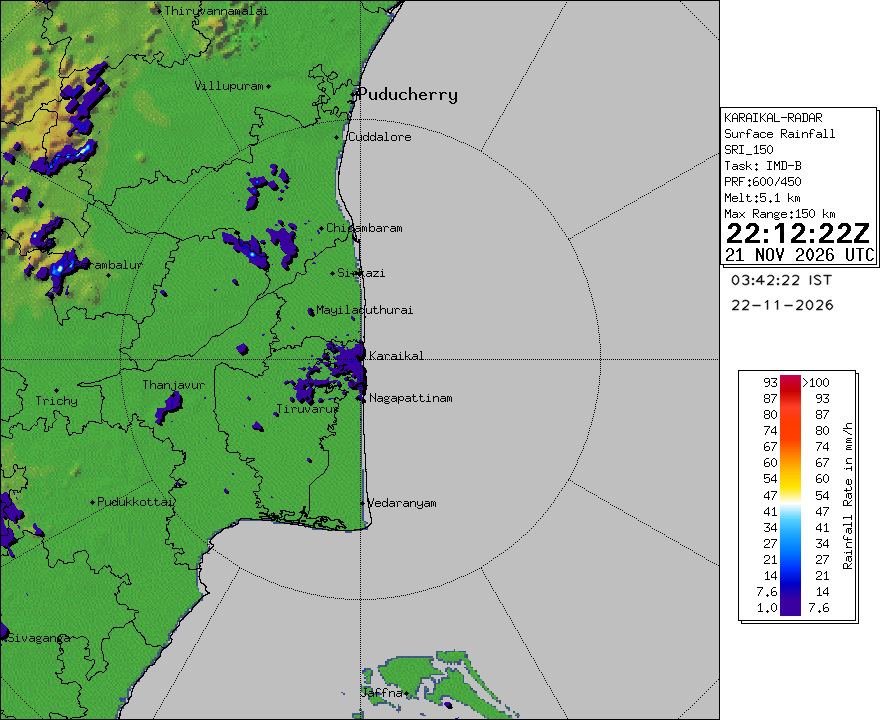 Thiruvannamalai
Villupuram
Puducherry
Cuddalore
Chidambaram
Perambalur
Sirkazi
Mayiladuthurai
Karaikal
Thanjavur
Trichy
Nagapattinam
Tiruvarur
Pudukkottai
Vedaranyam
Sivaganga
Jaffna
KARAIKAL-RADAR
Surface Rainfall
SRI_150
Task: IMD-B
PRF:600/450
Melt:5.1 km
Max Range:150 km
22:12:22Z
21 NOV 2026 UTC
03:42:22 IST
22-11-2026
93 >100
87 93
80 87
74 80
67 74
60 67
54 60
47 54
41 47
34 41
27 34
21 27
14 21
7.6 14
1.0 7.6
Rainfall Rate in mm/h